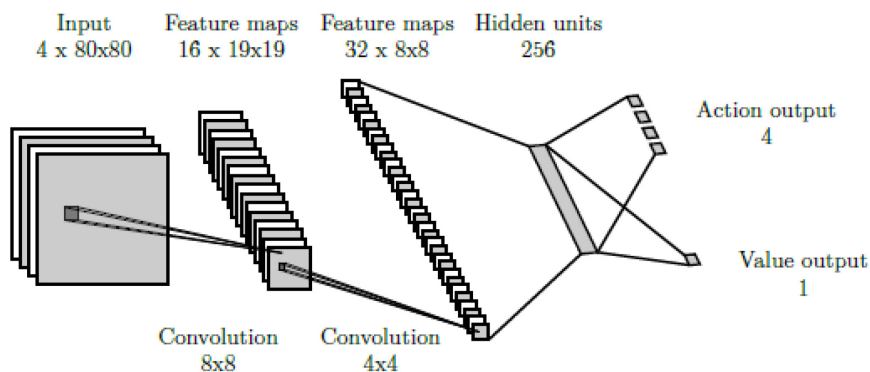 Input
4 x 80x80
Feature maps
16 x 19x19
Feature maps
32 x 8x8
Hidden units
256
Action output
4
Value output
1
Convolution
8x8
Convolution
4x4